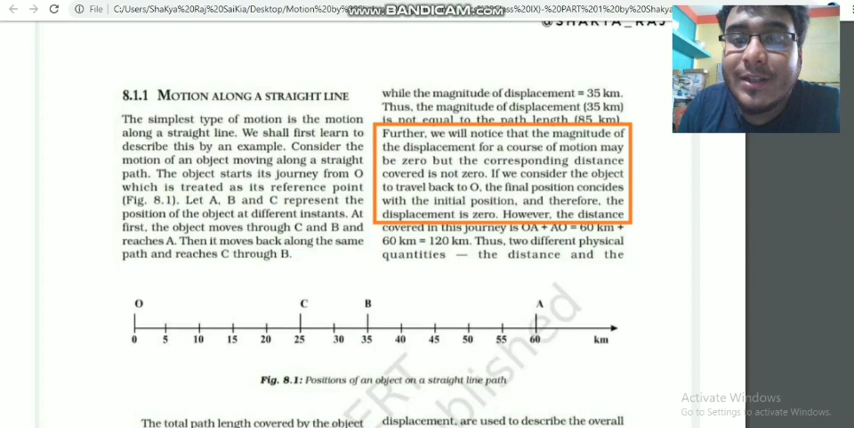 File C:/Users/ShaKya%20Raj%20SaiKia/Desktop/Motion%20by%
www.BANDICAM.com
ss%20IX)-%20PART%201%20by%20Shakya
@SHAKYA_RAJ
8.1.1 MOTION ALONG A STRAIGHT LINE
The simplest type of motion is the motion
along a straight line. We shall first learn to
describe this by an example. Consider the
motion of an object moving along a straight
path. The object starts its journey from O
which is treated as its reference point
(Fig. 8.1). Let A, B and C represent the
position of the object at different instants. At
first, the object moves through C and B and
reaches A. Then it moves back along the same
path and reaches C through B.
while the magnitude of displacement = 35 km.
Thus, the magnitude of displacement (35 km)
is not equal to the path length (85 km).
Further, we will notice that the magnitude of
the displacement for a course of motion may
be zero but the corresponding distance
covered is not zero. If we consider the object
to travel back to O, the final position concides
with the initial position, and therefore, the
displacement is zero. However, the distance
covered in this journey is OA + AO = 60 km +
60 km = 120 km. Thus, two different physical
quantities — the distance and the
O C B A
0 5 10 15 20 25 30 35 40 45 50 55 60 km
Fig. 8.1: Positions of an object on a straight line path
The total path length covered by the object
displacement, are used to describe the overall
Activate Windows
Go to Settings to activate Windows.